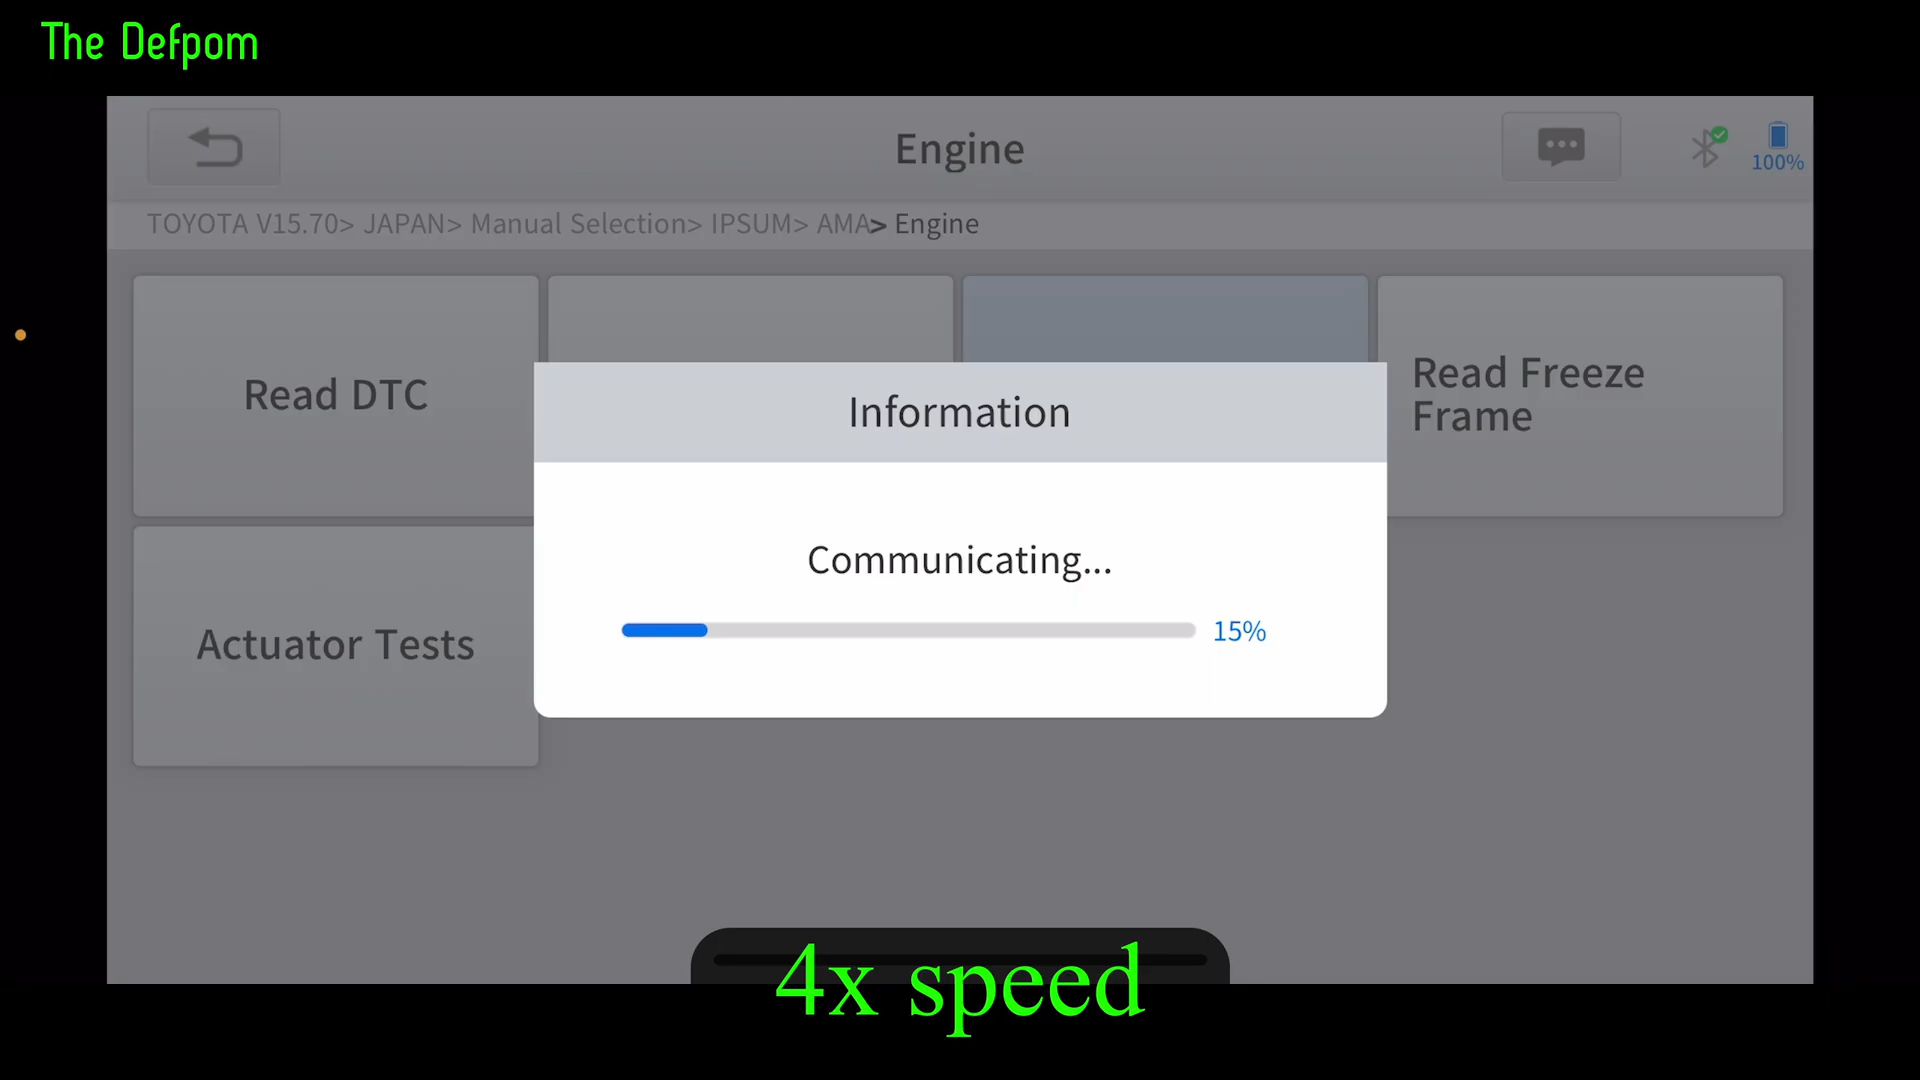 The Defpom
Engine
100%
TOYOTA V15.70> JAPAN> Manual Selection> IPSUM> AMA> Engine
Read DTC
Read Freeze
Frame
Information
Communicating...
15%
Actuator Tests
4x speed